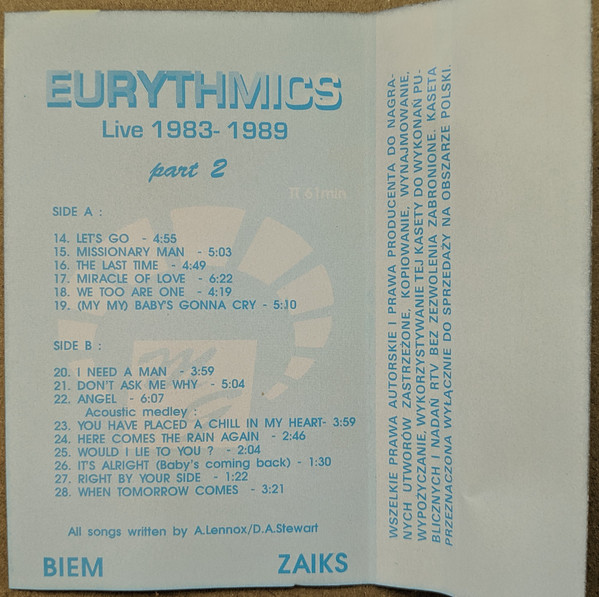 EURYTHMICS
Live 1983-1989
part 2
TT 61min
SIDE A :
14. LET'S GO - 4:55
15. MISSIONARY MAN - 5:03
16. THE LAST TIME - 4:49
17. MIRACLE OF LOVE - 6:22
18. WE TOO ARE ONE - 4:19
19. (MY MY) BABY'S GONNA CRY - 5:10
SIDE B :
20. I NEED A MAN - 3:59
21. DON'T ASK ME WHY - 5:04
22. ANGEL - 6:07
Acoustic medley :
23. YOU HAVE PLACED A CHILL IN MY HEART- 3:59
24. HERE COMES THE RAIN AGAIN - 2:46
25. WOULD I LIE TO YOU ? - 2:04
26. IT'S ALRIGHT (Baby's coming back) - 1:30
27. RIGHT BY YOUR SIDE - 1:22
28. WHEN TOMORROW COMES - 3:21
All songs written by A.Lennox/D.A.Stewart
BIEM ZAIKS
WSZELKIE PRAWA AUTORSKIE I PRAWA PRODUCENTA DO NAGRA-
NYCH UTWORÓW ZASTRZEŻONE, KOPIOWANIE, WYNAJMOWANIE,
WYPOŻYCZANIE, WYKORZYSTYWANIE TEJ KASETY DO WYKONAŃ PU-
BLICZNYCH I NADAŃ RTV BEZ ZEZWOLENIA ZABRONIONE. KASETA
PRZEZNACZONA WYŁĄCZNIE DO SPRZEDAŻY NA OBSZARZE POLSKI.